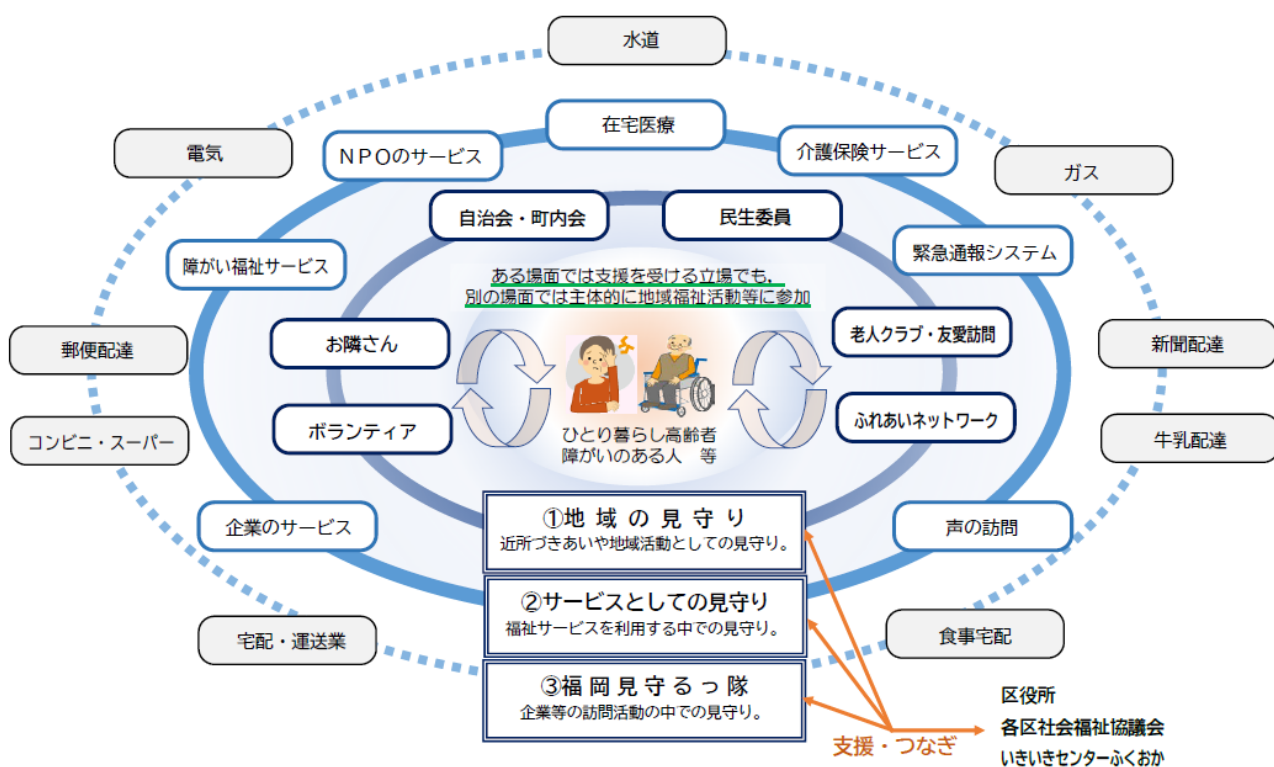 水道
在宅医療
電気
NPOのサービス
介護保険サービス
ガス
自治会・町内会
民生委員
障がい福祉サービス
緊急通報システム
ある場面では支援を受ける立場でも，
別の場面では主体的に地域福祉活動等に参加
郵便配達
お隣さん
老人クラブ・友愛訪問
新聞配達
コンビニ・スーパー
ボランティア
ひとり暮らし高齢者
障がいのある人　等
ふれあいネットワーク
牛乳配達
企業のサービス
①地域の見守り
近所づきあいや地域活動としての見守り。
声の訪問
②サービスとしての見守り
福祉サービスを利用する中での見守り。
宅配・運送業
食事宅配
③福岡見守るっ隊
企業等の訪問活動の中での見守り。
支援・つなぎ
区役所
各区社会福祉協議会
いきいきセンターふくおか